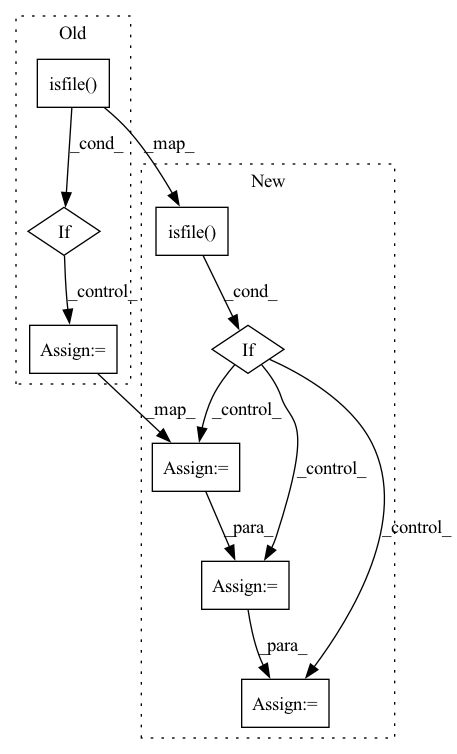 Old
isfile()
_cond_
_map_
New
If
isfile()
_control_
_cond_
Assign:=
If
_map_
_control_
Assign:=
_control_
_para_
_control_
Assign:=
_para_
Assign:=